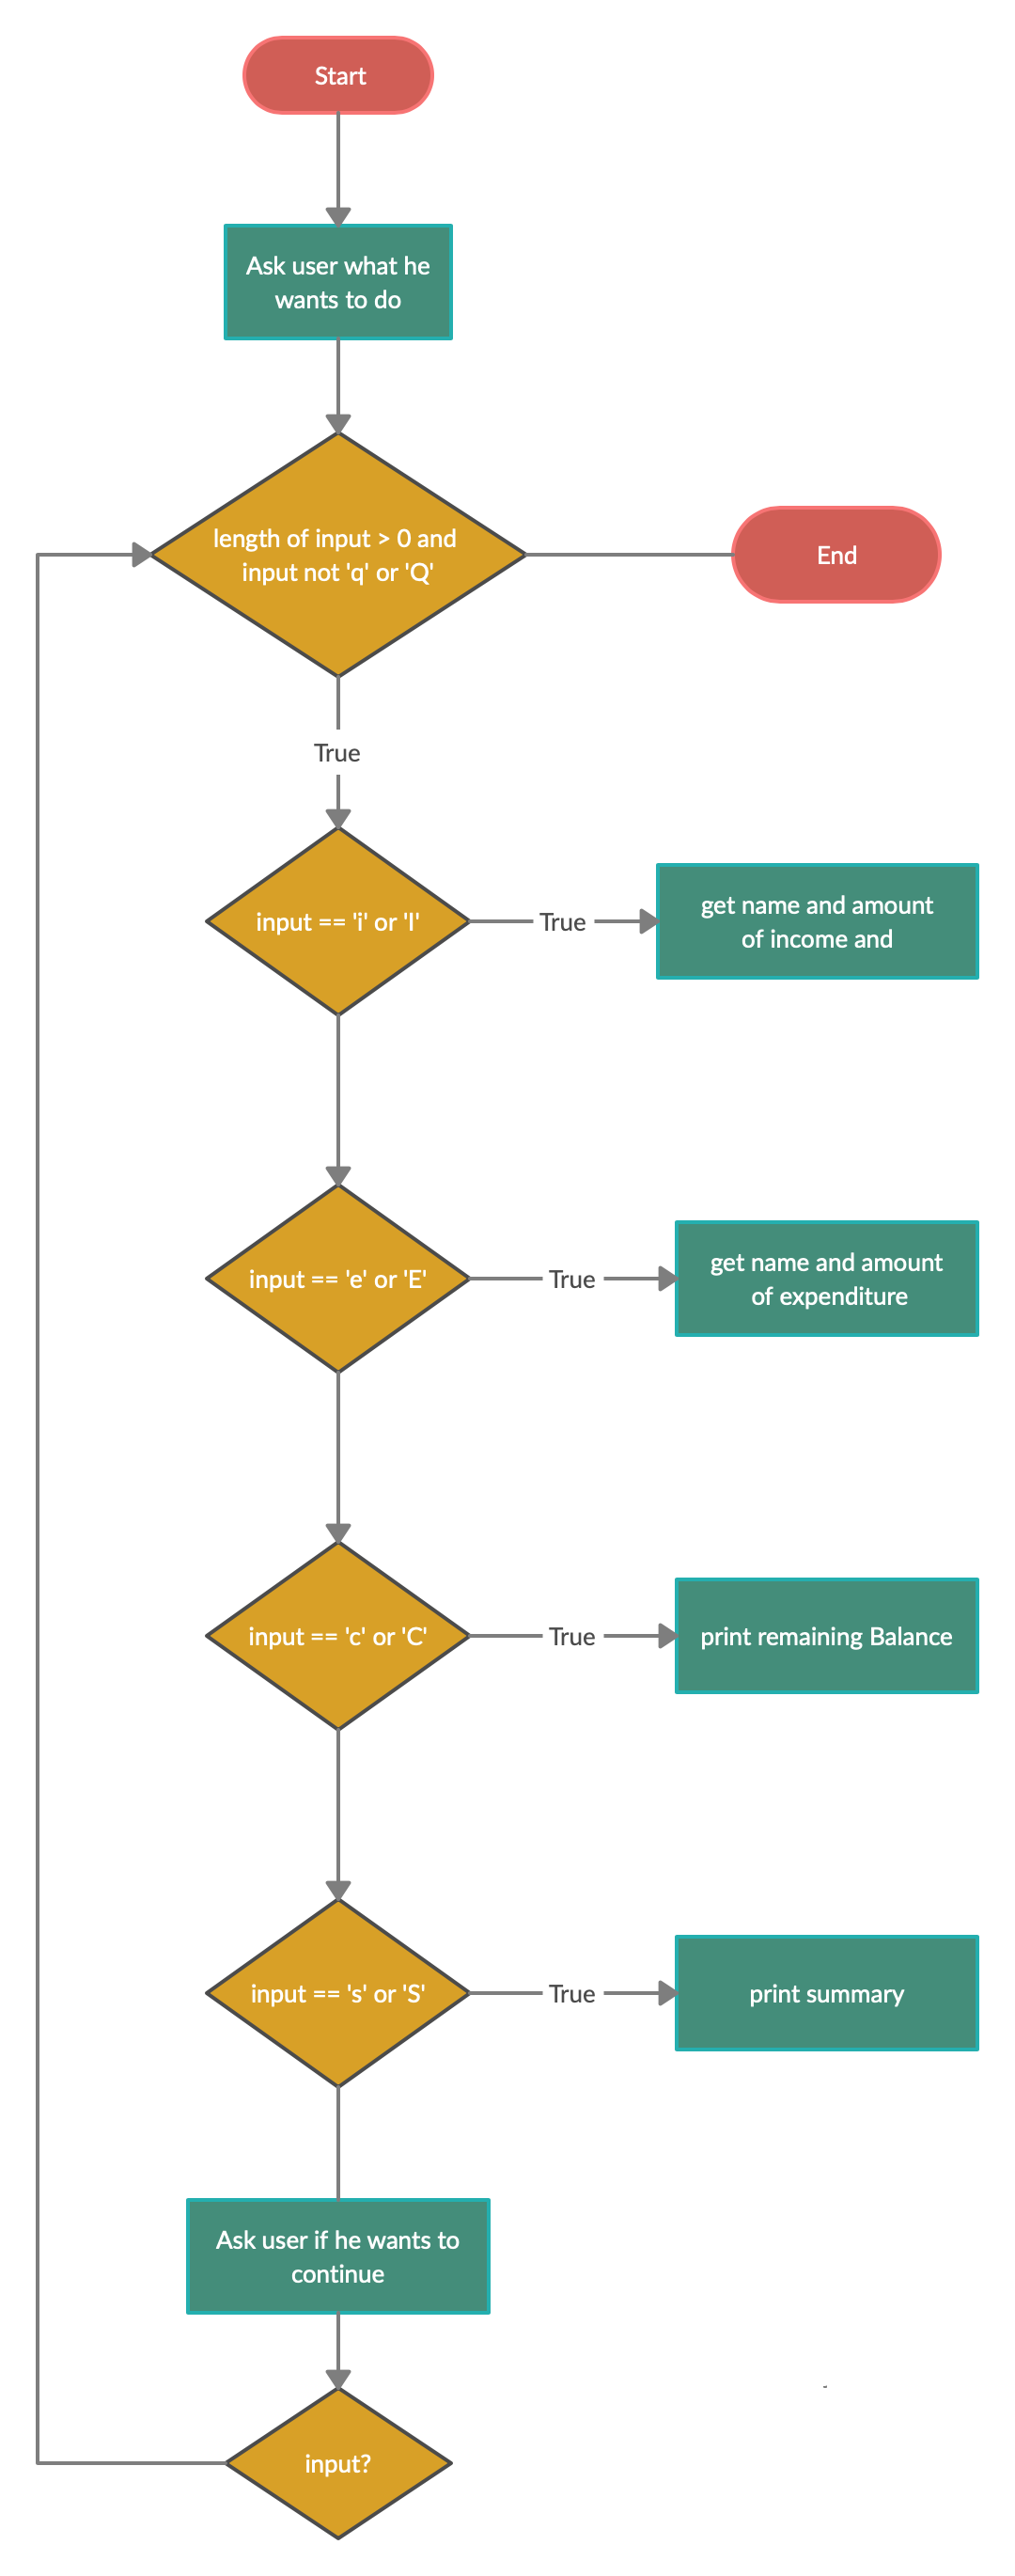 Start
Ask user what he
wants to do
length of input > 0 and
input not 'q' or 'Q'
End
True
input == 'i' or 'I'
True
get name and amount
of income and
input == 'e' or 'E'
True
get name and amount
of expenditure
input == 'c' or 'C'
True
print remaining Balance
input == 's' or 'S'
True
print summary
Ask user if he wants to
continue
-
input?